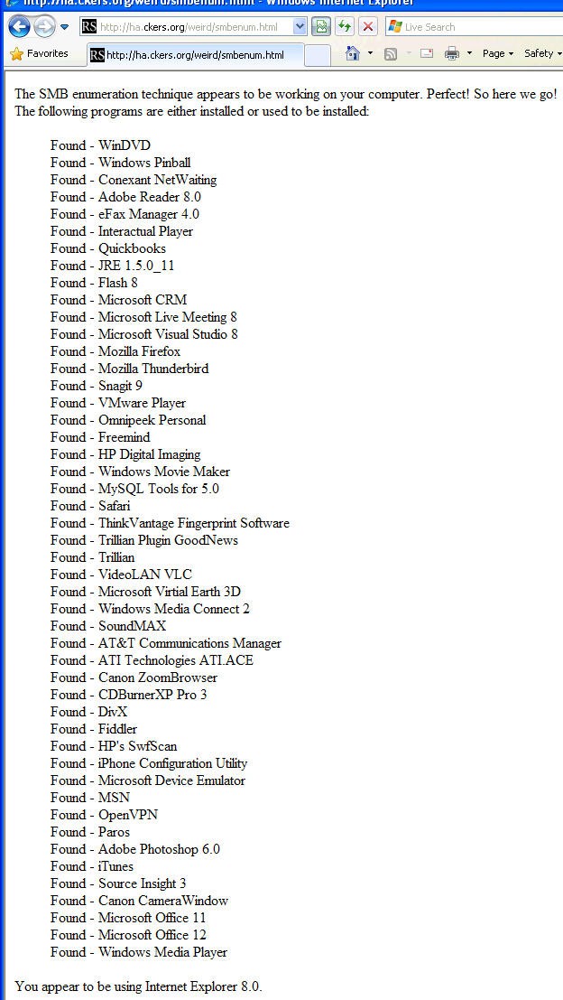 http://ha.ckers.org/weird/smbenum.html - Windows Internet Explorer
RS http://ha.ckers.org/weird/smbenum.html
Live Search
Favorites
RS http://ha.ckers.org/weird/smbenum.html
Page
Safety
The SMB enumeration technique appears to be working on your computer. Perfect! So here we go!
The following programs are either installed or used to be installed:
Found - WinDVD
Found - Windows Pinball
Found - Conexant NetWaiting
Found - Adobe Reader 8.0
Found - eFax Manager 4.0
Found - Interactual Player
Found - Quickbooks
Found - JRE 1.5.0_11
Found - Flash 8
Found - Microsoft CRM
Found - Microsoft Live Meeting 8
Found - Microsoft Visual Studio 8
Found - Mozilla Firefox
Found - Mozilla Thunderbird
Found - Snagit 9
Found - VMware Player
Found - Omnipeek Personal
Found - Freemind
Found - HP Digital Imaging
Found - Windows Movie Maker
Found - MySQL Tools for 5.0
Found - Safari
Found - ThinkVantage Fingerprint Software
Found - Trillian Plugin GoodNews
Found - Trillian
Found - VideoLAN VLC
Found - Microsoft Virtial Earth 3D
Found - Windows Media Connect 2
Found - SoundMAX
Found - AT&T Communications Manager
Found - ATI Technologies ATI.ACE
Found - Canon ZoomBrowser
Found - CDBurnerXP Pro 3
Found - DivX
Found - Fiddler
Found - HP's SwfScan
Found - iPhone Configuration Utility
Found - Microsoft Device Emulator
Found - MSN
Found - OpenVPN
Found - Paros
Found - Adobe Photoshop 6.0
Found - iTunes
Found - Source Insight 3
Found - Canon CameraWindow
Found - Microsoft Office 11
Found - Microsoft Office 12
Found - Windows Media Player
You appear to be using Internet Explorer 8.0.